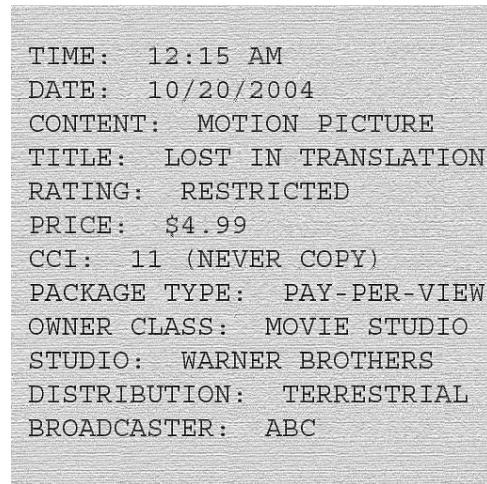 TIME: 12:15 AM
DATE: 10/20/2004
CONTENT: MOTION PICTURE
TITLE: LOST IN TRANSLATION
RATING: RESTRICTED
PRICE: $4.99
CCI: 11 (NEVER COPY)
PACKAGE TYPE: PAY-PER-VIEW
OWNER CLASS: MOVIE STUDIO
STUDIO: WARNER BROTHERS
DISTRIBUTION: TERRESTRIAL
BROADCASTER: ABC